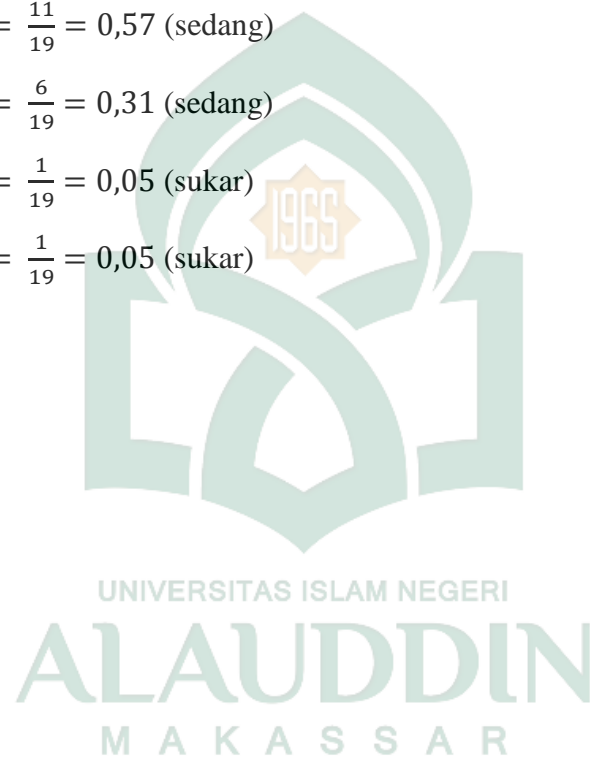 = 11/19 = 0,57 (sedang)
= 6/19 = 0,31 (sedang)
= 1/19 = 0,05 (sukar)
= 1/19 = 0,05 (sukar)
1965
UNIVERSITAS ISLAM NEGERI
ALAUDDIN
MAKASSAR